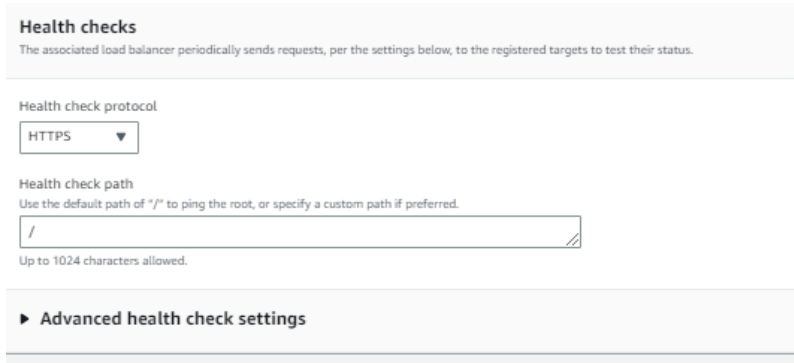 Health checks
The associated load balancer periodically sends requests, per the settings below, to the registered targets to test their status.
Health check protocol
HTTPS
Health check path
Use the default path of "/" to ping the root, or specify a custom path if preferred.
/
Up to 1024 characters allowed.
Advanced health check settings